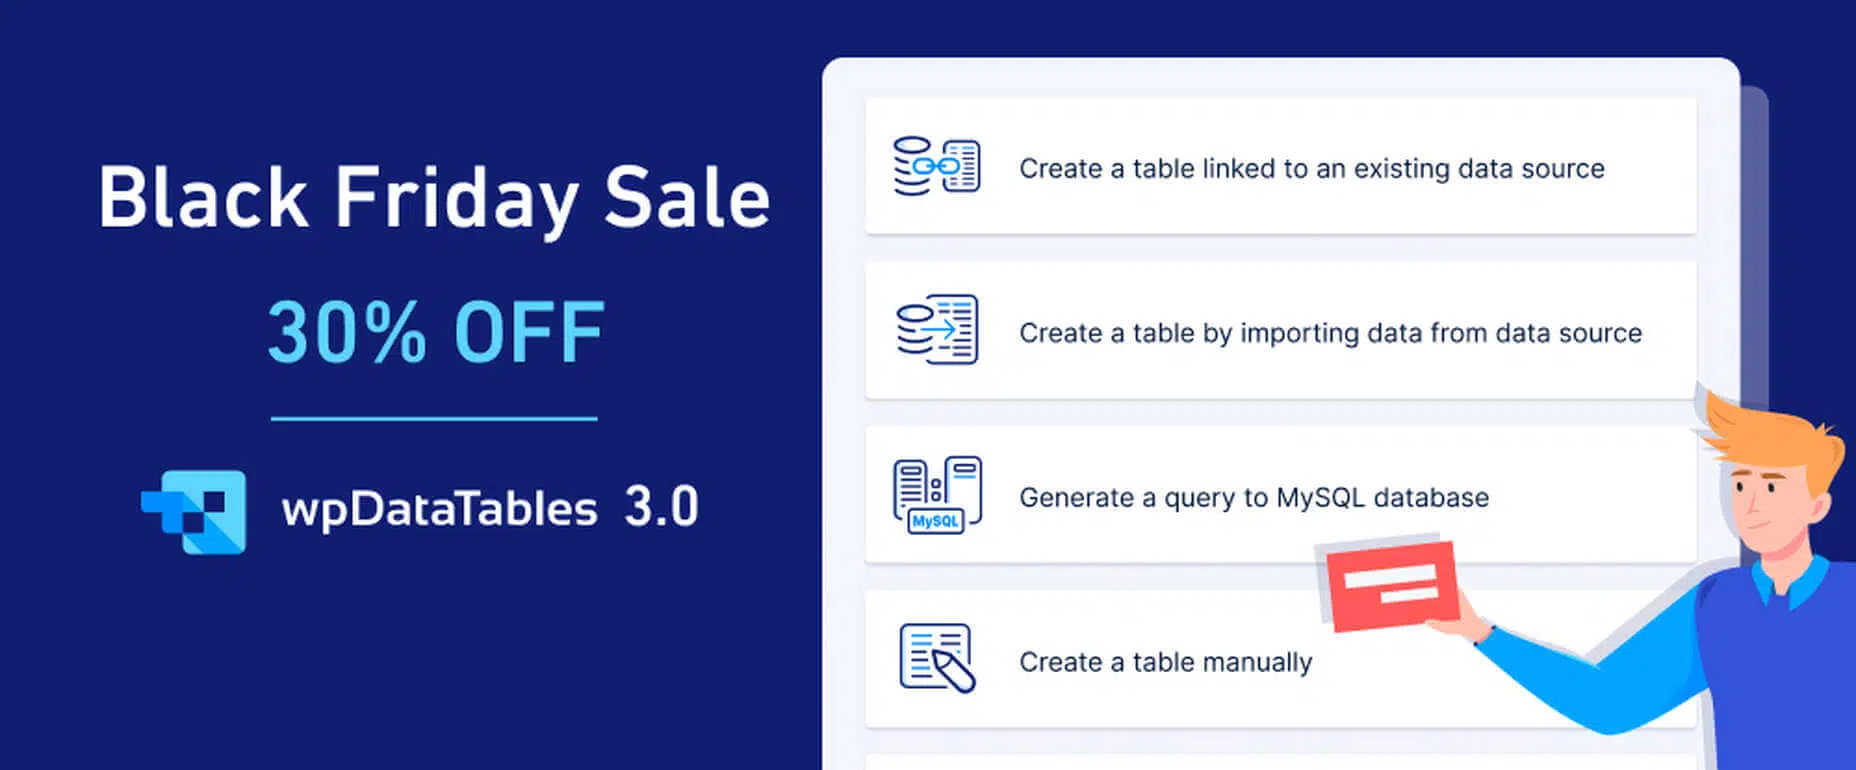 Black Friday Sale
30% OFF
wpDataTables 3.0
Create a table linked to an existing data source
Create a table by importing data from data source
MySQL
Generate a query to MySQL database
Create a table manually